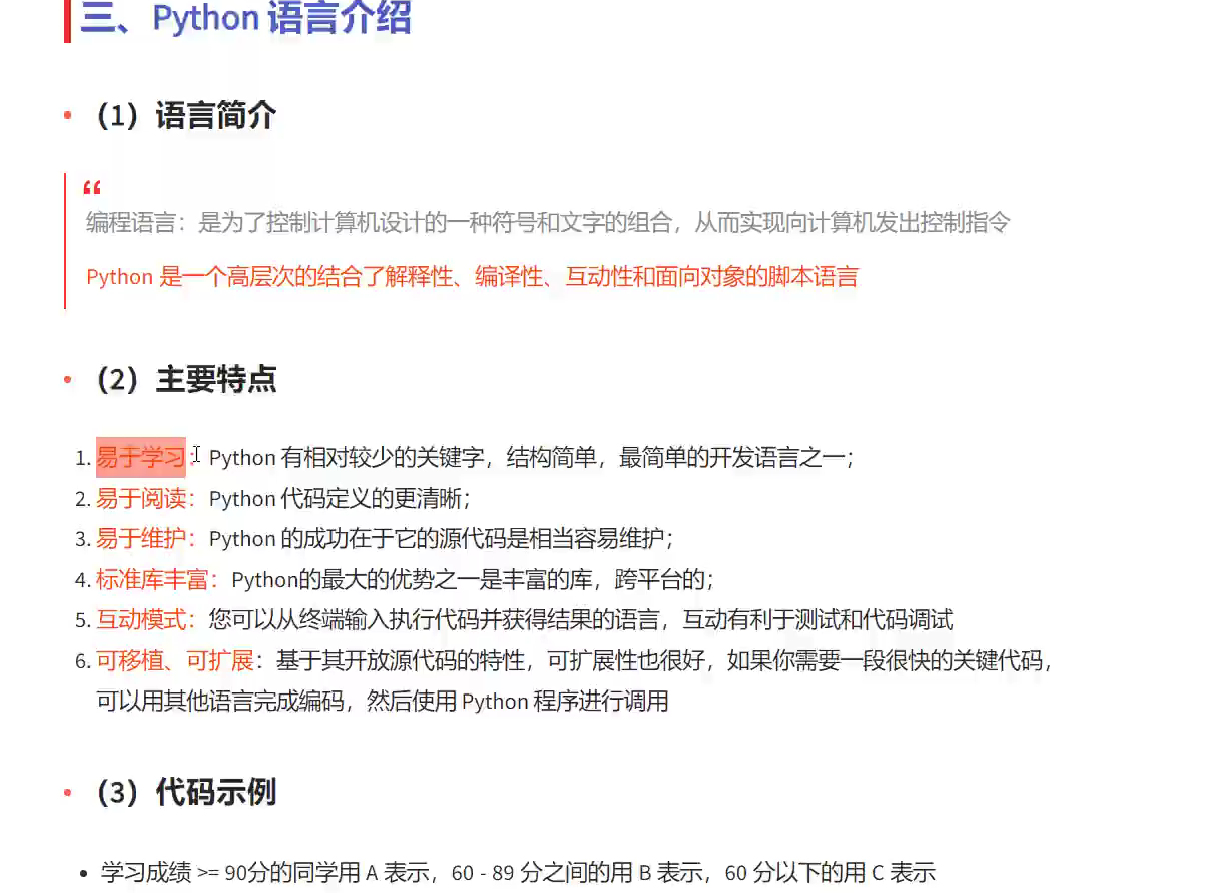 三、Python 语言介绍
（1）语言简介
“
编程语言：是为了控制计算机设计的一种符号和文字的组合，从而实现向计算机发出控制指令
Python 是一个高层次的结合了解释性、编译性、互动性和面向对象的脚本语言
（2）主要特点
1. 易于学习：Python 有相对较少的关键字，结构简单，最简单的开发语言之一；
2. 易于阅读：Python 代码定义的更清晰；
3. 易于维护：Python 的成功在于它的源代码是相当容易维护；
4. 标准库丰富：Python的最大的优势之一是丰富的库，跨平台的；
5. 互动模式：您可以从终端输入执行代码并获得结果的语言，互动有利于测试和代码调试
6. 可移植、可扩展：基于其开放源代码的特性，可扩展性也很好，如果你需要一段很快的关键代码，
可以用其他语言完成编码，然后使用 Python 程序进行调用
（3）代码示例
学习成绩 >= 90分的同学用 A 表示，60 - 89 分之间的用 B 表示，60 分以下的用 C 表示